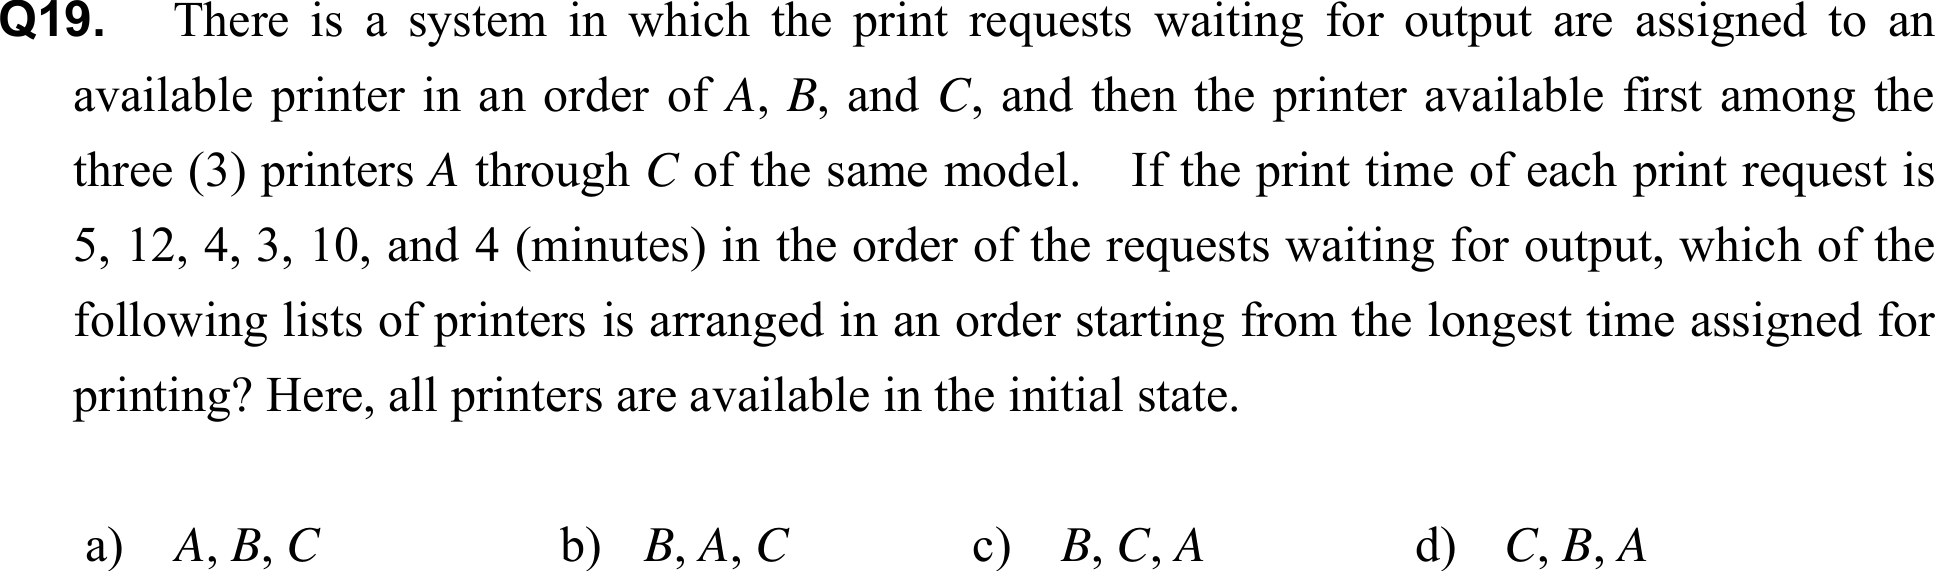 Q19. There is a system in which the print requests waiting for output are assigned to an
available printer in an order of A, B, and C, and then the printer available first among the
three (3) printers A through C of the same model. If the print time of each print request is
5, 12, 4, 3, 10, and 4 (minutes) in the order of the requests waiting for output, which of the
following lists of printers is arranged in an order starting from the longest time assigned for
printing? Here, all printers are available in the initial state.
a) A, B, C b) B, A, C c) B, C, A d) C, B, A